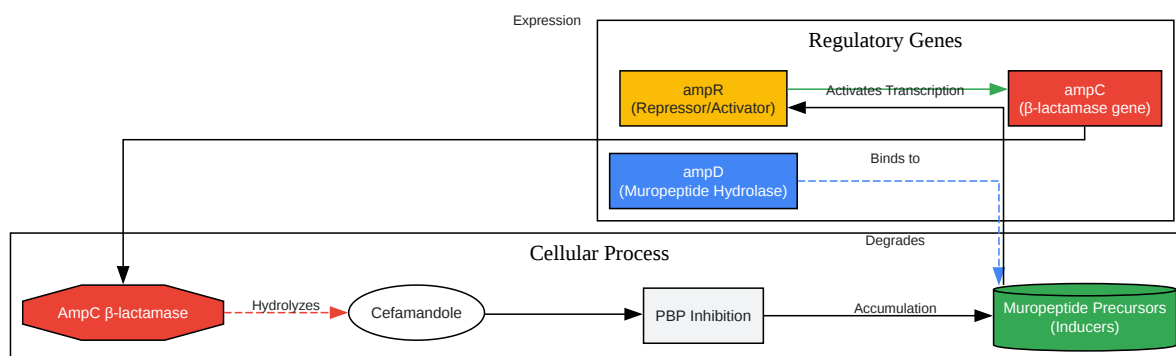 Expression
Regulatory Genes
ampR
(Repressor/Activator)
Activates Transcription
ampC
(β-lactamase gene)
ampD
(Muropeptide Hydrolase)
Binds to
Degrades
Cellular Process
AmpC β-lactamase
Hydrolyzes
Cefamandole
PBP Inhibition
Accumulation
Muropeptide Precursors
(Inducers)